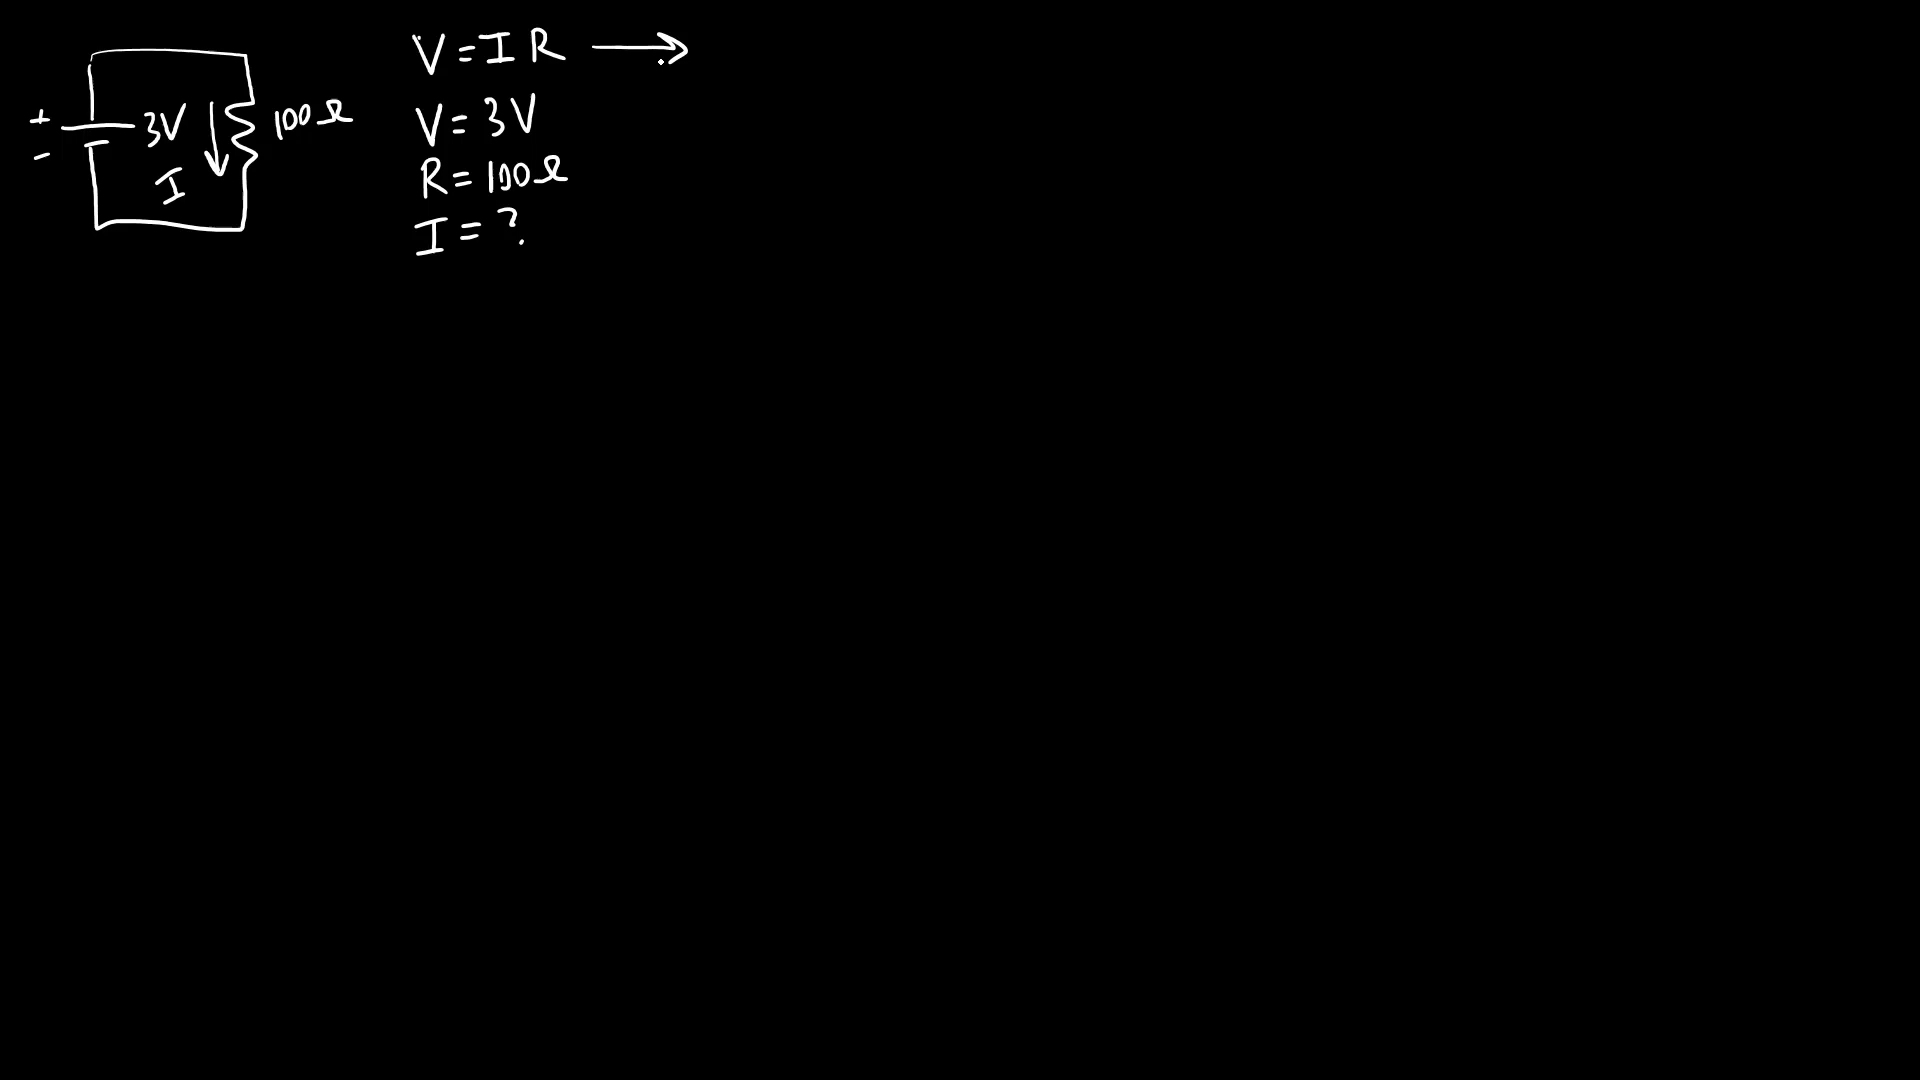 +
-
3V
I
100Ω
V = I R →
V = 3V
R = 100Ω
I = ?